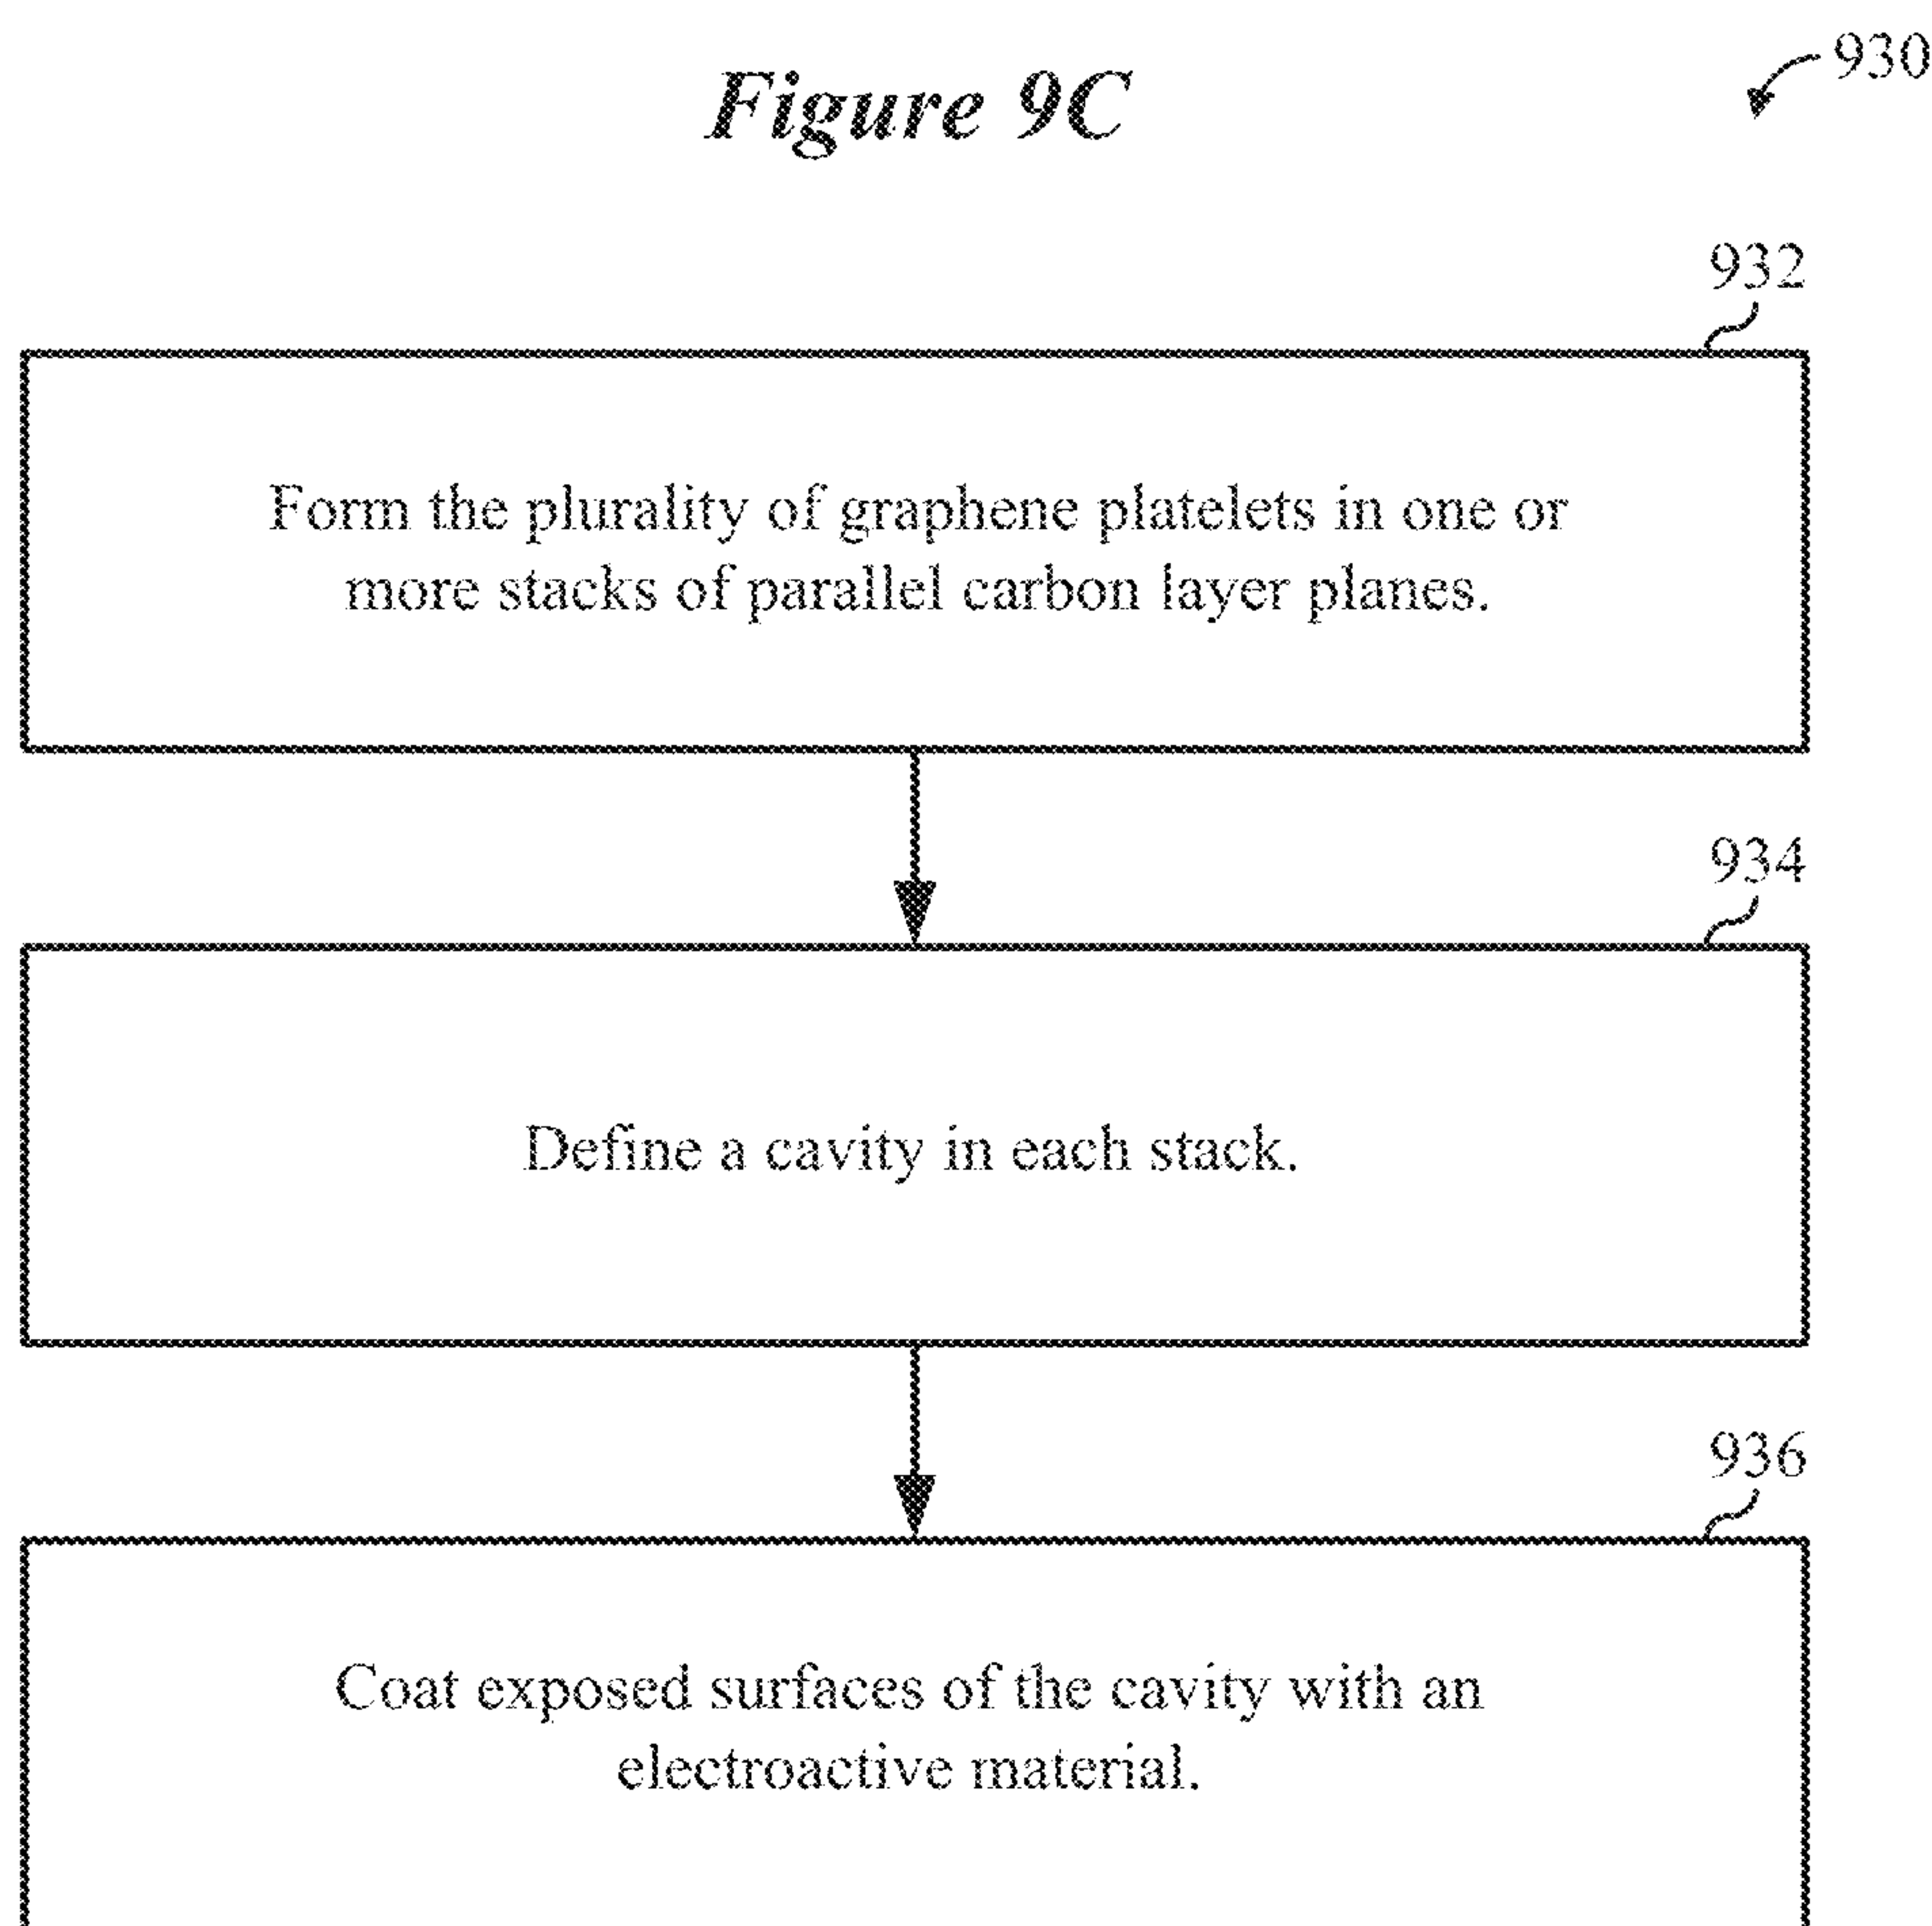 Figure 9C
930
932
Form the plurality of graphene platelets in one or
more stacks of parallel carbon layer planes.
934
Define a cavity in each stack.
936
Coat exposed surfaces of the cavity with an
electroactive material.